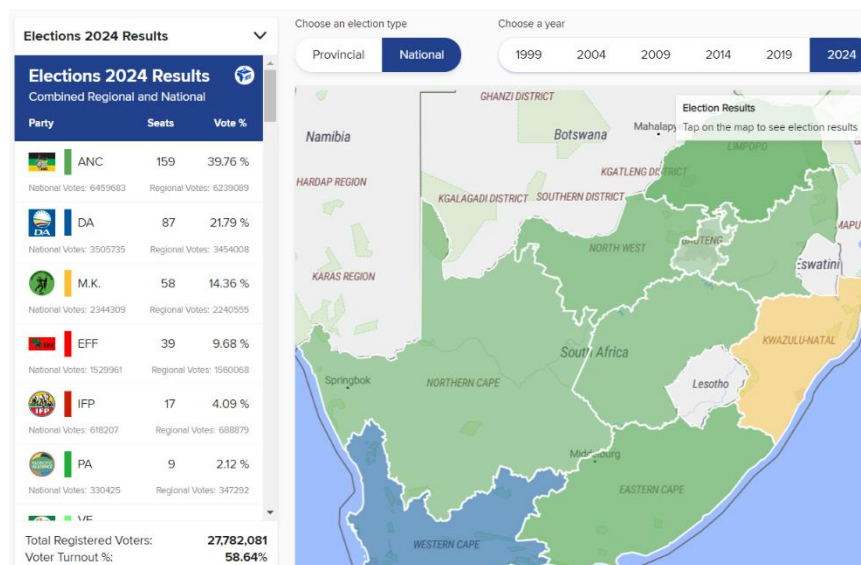 Elections 2024 Results
Elections 2024 Results
Combined Regional and National
Party Seats Vote %
ANC 159 39.76 %
National Votes: 6459683 Regional Votes: 6239089
DA DA 87 21.79 %
National Votes: 3505735 Regional Votes: 3454008
M.K. 58 14.36 %
National Votes: 2344309 Regional Votes: 2240555
EFF 39 9.68 %
National Votes: 1529961 Regional Votes: 1560068
IFP IFP 17 4.09 %
National Votes: 618207 Regional Votes: 688879
PA 9 2.12 %
National Votes: 330425 Regional Votes: 347292
Total Registered Voters: 27,782,081
Voter Turnout %: 58.64%
Choose an election type
Provincial National
Choose a year
1999 2004 2009 2014 2019 2024
Election Results
Tap on the map to see election results
GHANZI DISTRICT
Namibia
Botswana
Mahalapy
LIMPOPO
HARDAP REGION
KGATLENG DISTRICT
KGALAGADI DISTRICT
SOUTHERN DISTRICT
NORTH WEST
GAUTENG
MAPU
Eswatini
KARAS REGION
KWAZULU-NATAL
South Africa
Springbok
NORTHERN CAPE
Lesotho
Middelburg
EASTERN CAPE
WESTERN CAPE